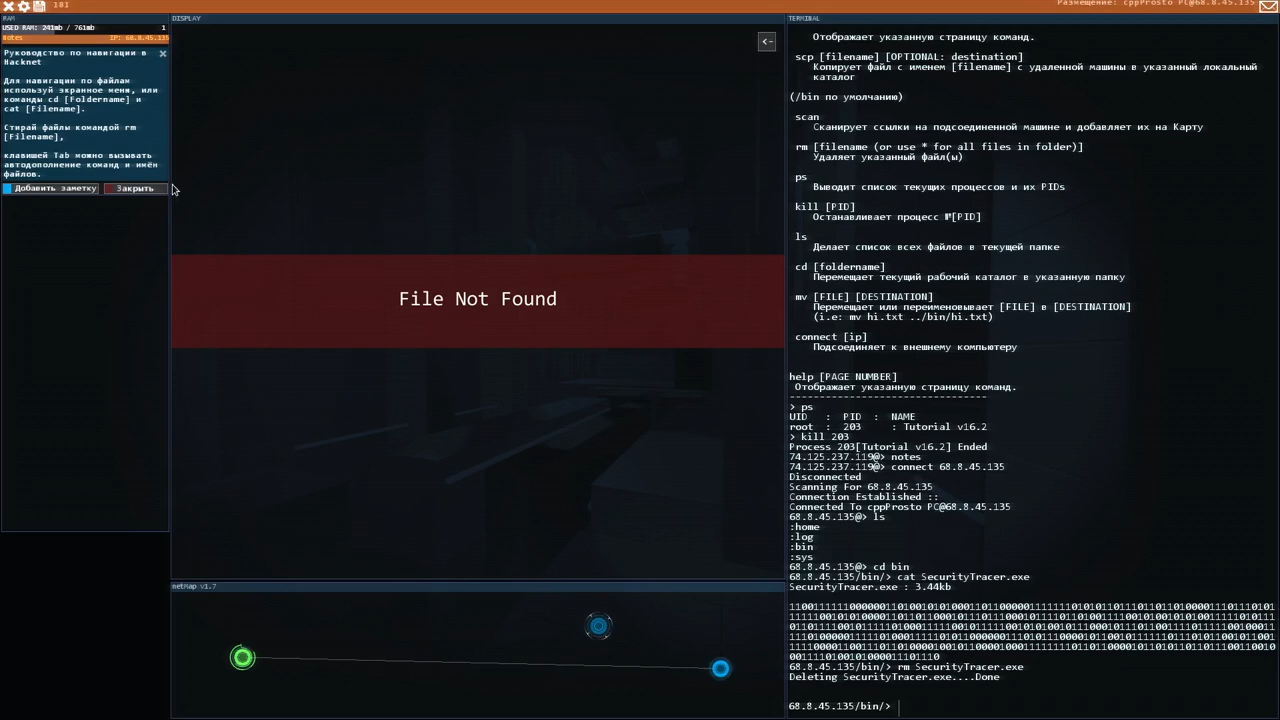 181
Размещение: cppProsto PC@68.8.45.135
RAM
USED RAM: 241mb / 761mb
1
Notes
IP: 68.8.45.135
Руководство по навигации в
Hacknet
Для навигации по файлам
используй экранное меня, или
команды cd [Foldername] и
cat [Filename].
Стирай файлы командой rm
[Filename],
клавишей Tab можно вызывать
автодополнение команд и имён
файлов.
Добавить заметку
Закрыть
DISPLAY
<-
File Not Found
netMap v1.7
TERMINAL
Отображает указанную страницу команд.
scp [filename] [OPTIONAL: destination]
Копирует файл с именем [filename] с удаленной машины в указанный локальный
каталог
(/bin по умолчанию)
scan
Сканирует ссылки на подсоединенной машине и добавляет их на Карту
rm [filename (or use * for all files in folder)]
Удаляет указанный файл(ы)
ps
Выводит список текущих процессов и их PIDs
kill [PID]
Останавливает процесс №[PID]
ls
Делает список всех файлов в текущей папке
cd [foldername]
Перемещает текущий рабочий каталог в указанную папку
mv [FILE] [DESTINATION]
Перемещает или переименовывает [FILE] в [DESTINATION]
(i.e: mv hi.txt ../bin/hi.txt)
connect [ip]
Подсоединяет к внешнему компьютеру
help [PAGE NUMBER]
Отображает указанную страницу команд.
---------------------------------
> ps
UID : PID : NAME
root : 203 : Tutorial v16.2
> kill 203
Process 203[Tutorial v16.2] Ended
74.125.237.119@> notes
74.125.237.119@> connect 68.8.45.135
Disconnected
Scanning For 68.8.45.135
Connection Established ::
Connected To cppProsto PC@68.8.45.135
68.8.45.135@> ls
:home
:log
:bin
:sys
68.8.45.135@> cd bin
68.8.45.135/bin/> cat SecurityTracer.exe
SecurityTracer.exe : 3.44kb
68.8.45.135/bin/> rm SecurityTracer.exe
Deleting SecurityTracer.exe....Done
68.8.45.135/bin/>